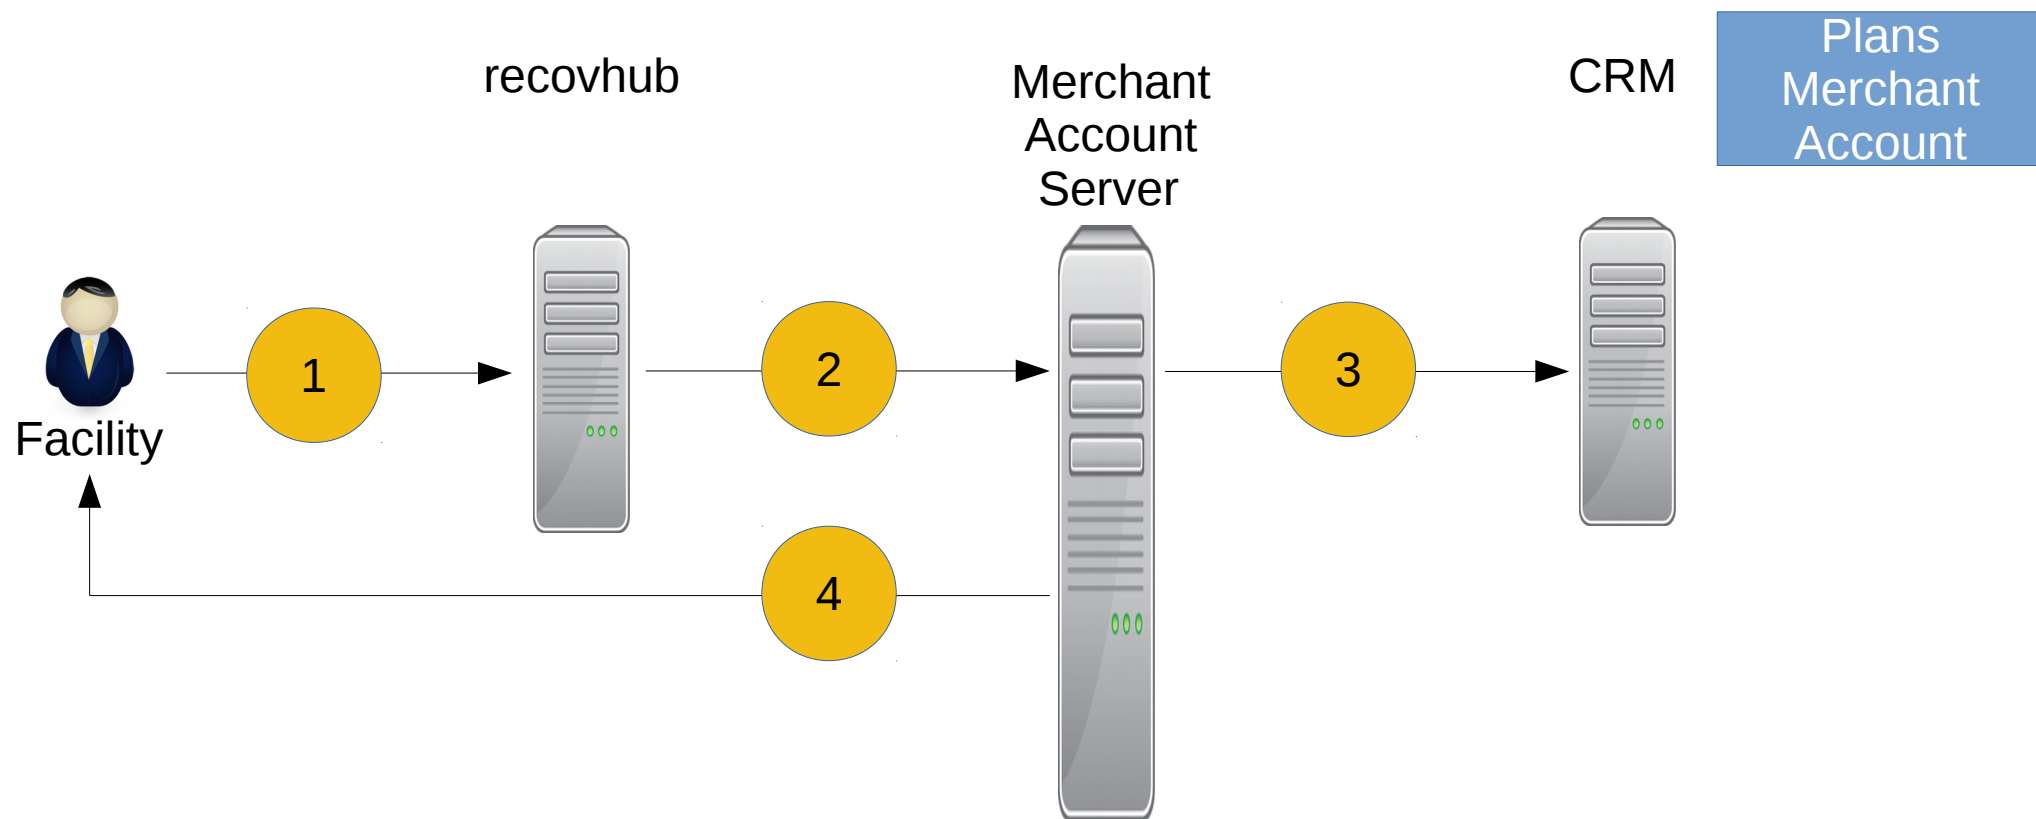 recovhub
Merchant
Account
Server
CRM
Plans
Merchant
Account
1
2
3
Facility
4